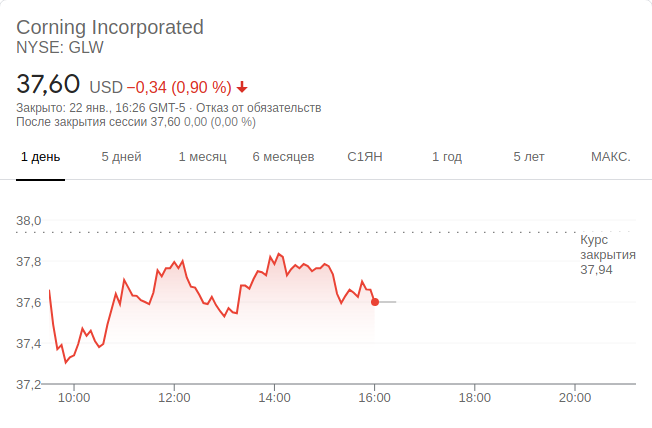 Corning Incorporated
NYSE: GLW
37,60 USD −0,34 (0,90 %)
Закрыто: 22 янв., 16:26 GMT-5 · Отказ от обязательств
После закрытия сессии 37,60 0,00 (0,00 %)
1 день 5 дней 1 месяц 6 месяцев С1ЯН 1 год 5 лет МАКС.
38,0
Курс
закрытия
37,94
37,8
37,6
37,4
37,2
10:00 12:00 14:00 16:00 18:00 20:00